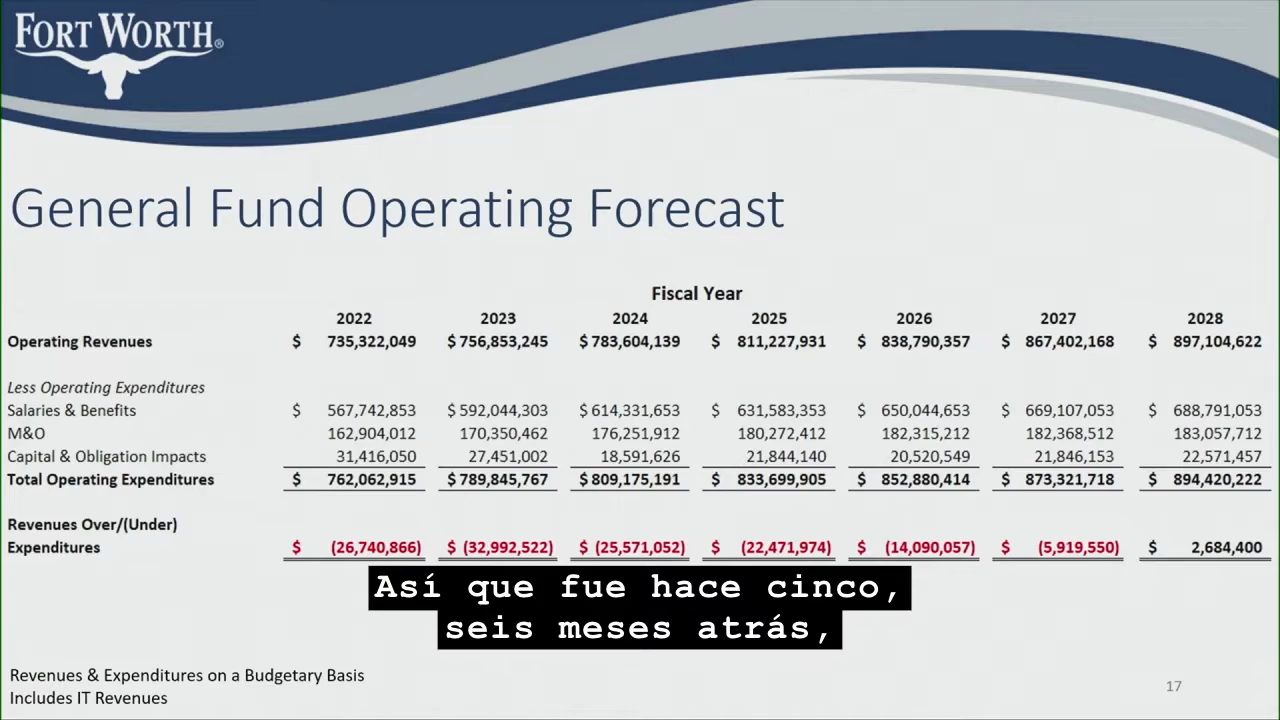 FORT WORTH®
General Fund Operating Forecast
Fiscal Year
2022 2023 2024 2025 2026 2027 2028
Operating Revenues $ 735,322,049 $ 756,853,245 $ 783,604,139 $ 811,227,931 $ 838,790,357 $ 867,402,168 $ 897,104,622
Less Operating Expenditures
Salaries & Benefits $ 567,742,853 $ 592,044,303 $ 614,331,653 $ 631,583,353 $ 650,044,653 $ 669,107,053 $ 688,791,053
M&O 162,904,012 170,350,462 176,251,912 180,272,412 182,315,212 182,368,512 183,057,712
Capital & Obligation Impacts 31,416,050 27,451,002 18,591,626 21,844,140 20,520,549 21,846,153 22,571,457
Total Operating Expenditures $ 762,062,915 $ 789,845,767 $ 809,175,191 $ 833,699,905 $ 852,880,414 $ 873,321,718 $ 894,420,222
Revenues Over/(Under)
Expenditures $ (26,740,866) $ (32,992,522) $ (25,571,052) $ (22,471,974) $ (14,090,057) $ (5,919,550) $ 2,684,400
Así que fue hace cinco,
seis meses atrás,
Revenues & Expenditures on a Budgetary Basis
Includes IT Revenues
17